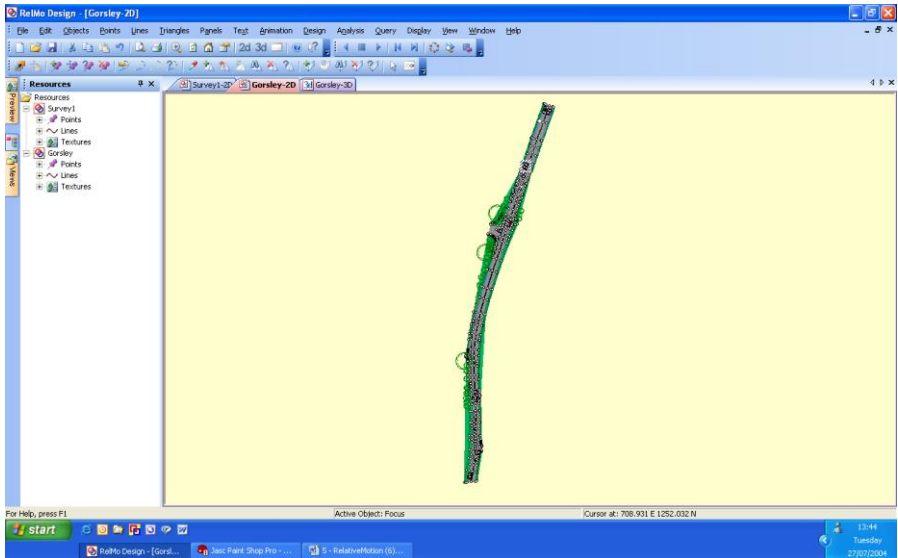 RelMo Design - [Gorsley-2D]
File Edit Objects Points Lines Triangles Panels Text Animation Design Analysis Query Display View Window Help
2d 3d
Resources
Survey1-2D Gorsley-2D 3d Gorsley-3D
Preview
Views
Resources
Survey1
Points
Lines
Textures
Gorsley
Points
Lines
Textures
For Help, press F1 Active Object: Focus Cursor at: 708.931 E 1252.032 N
start 13:44
Tuesday
RelMo Design - [Gorsl... Jasc Paint Shop Pro - ... 5 - RelativeMotion (6)... 27/07/2004